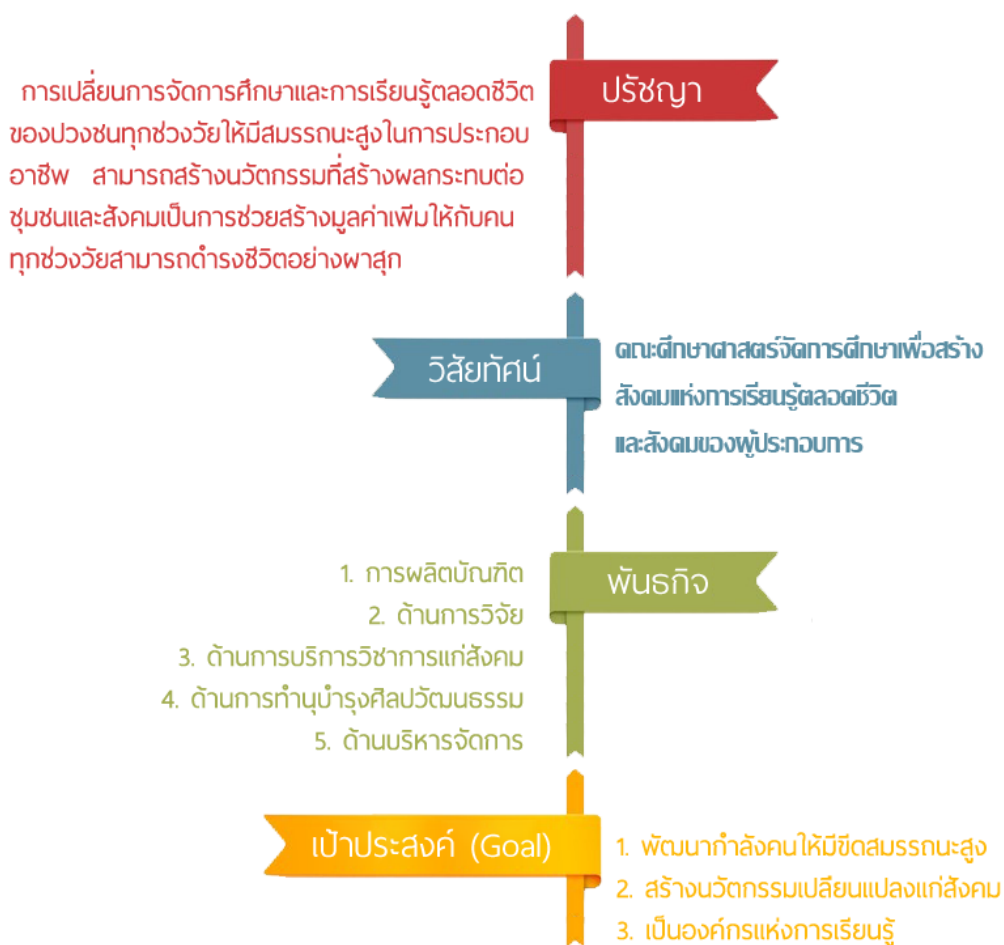 ปรัชญา
การเปลี่ยนการจัดการศึกษาและการเรียนรู้ตลอดชีวิต
ของปวงชนทุกช่วงวัยให้มีสมรรถนะสูงในการประกอบ
อาชีพ สามารถสร้างนวัตกรรมที่สร้างผลกระทบต่อ
ชุมชนและสังคมเป็นการช่วยสร้างมูลค่าเพิ่มให้กับคน
ทุกช่วงวัยสามารถดำรงชีวิตอย่างผาสุก
วิสัยทัศน์
คณะศึกษาศาสตร์จัดการศึกษาเพื่อสร้าง
สังคมแห่งการเรียนรู้ตลอดชีวิต
และสังคมของผู้ประกอบการ
พันธกิจ
1. การผลิตบัณฑิต
2. ด้านการวิจัย
3. ด้านการบริการวิชาการแก่สังคม
4. ด้านการทำนุบำรุงศิลปวัฒนธรรม
5. ด้านบริหารจัดการ
เป้าประสงค์ (Goal)
1. พัฒนากำลังคนให้มีขีดสมรรถนะสูง
2. สร้างนวัตกรรมเปลี่ยนแปลงแก่สังคม
3. เป็นองค์กรแห่งการเรียนรู้